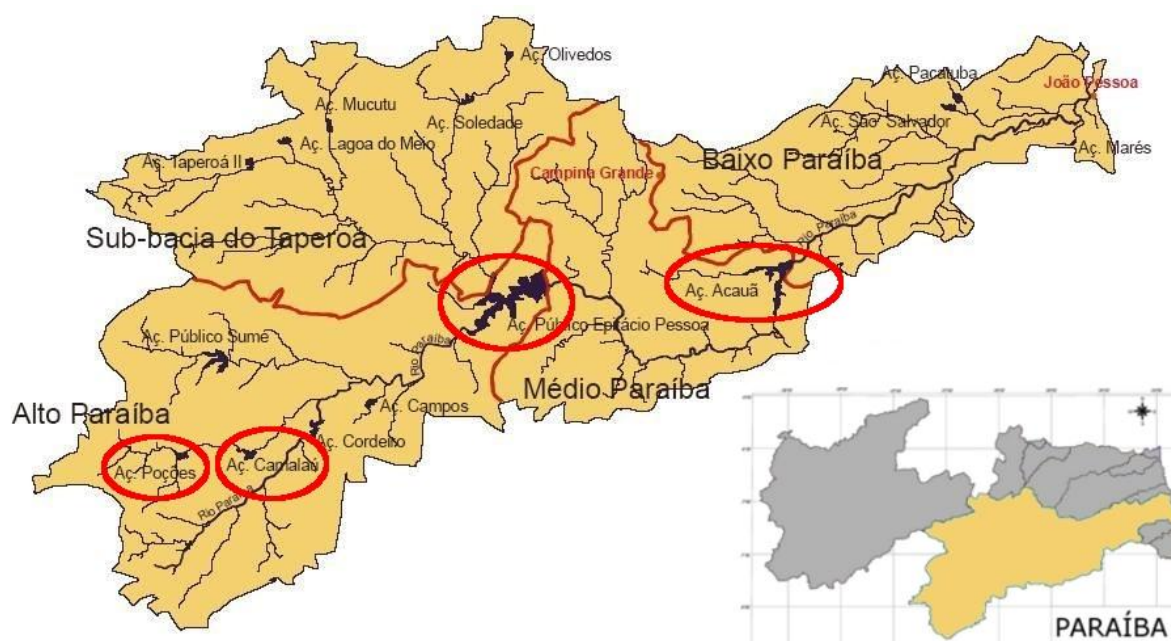 Aç. Olivedos
Aç. Pacatuba
João Pessoa
Aç. Mucutu
Aç. Soledade
Aç. São Salvador
Aç. Lagoa do Meio
Aç. Marés
Aç. Taperoá II
Baixo Paraíba
Campina Grande
Rio Paraíba
Sub-bacia do Taperoá
Aç. Acauã
Aç. Público Epitácio Pessoa
Aç. Público Sumé
Rio Paraíba
Médio Paraíba
Alto Paraíba
Aç. Campos
Aç. Cordeiro
Aç. Poções
Aç. Camalaú
Rio Paraíba
PARAÍBA